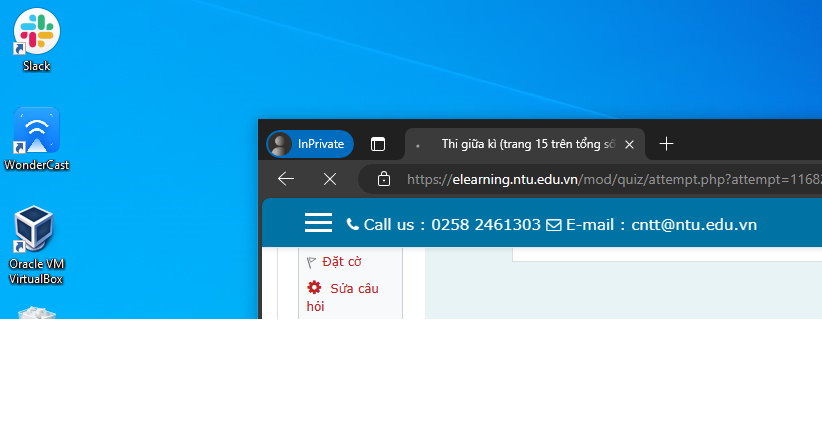 Slack
WonderCast
Oracle VM
VirtualBox
InPrivate
Thi giữa kì (trang 15 trên tổng số
https://elearning.ntu.edu.vn/mod/quiz/attempt.php?attempt=1168
Call us : 0258 2461303 E-mail : cntt@ntu.edu.vn
Đặt cờ
Sửa câu
hỏi